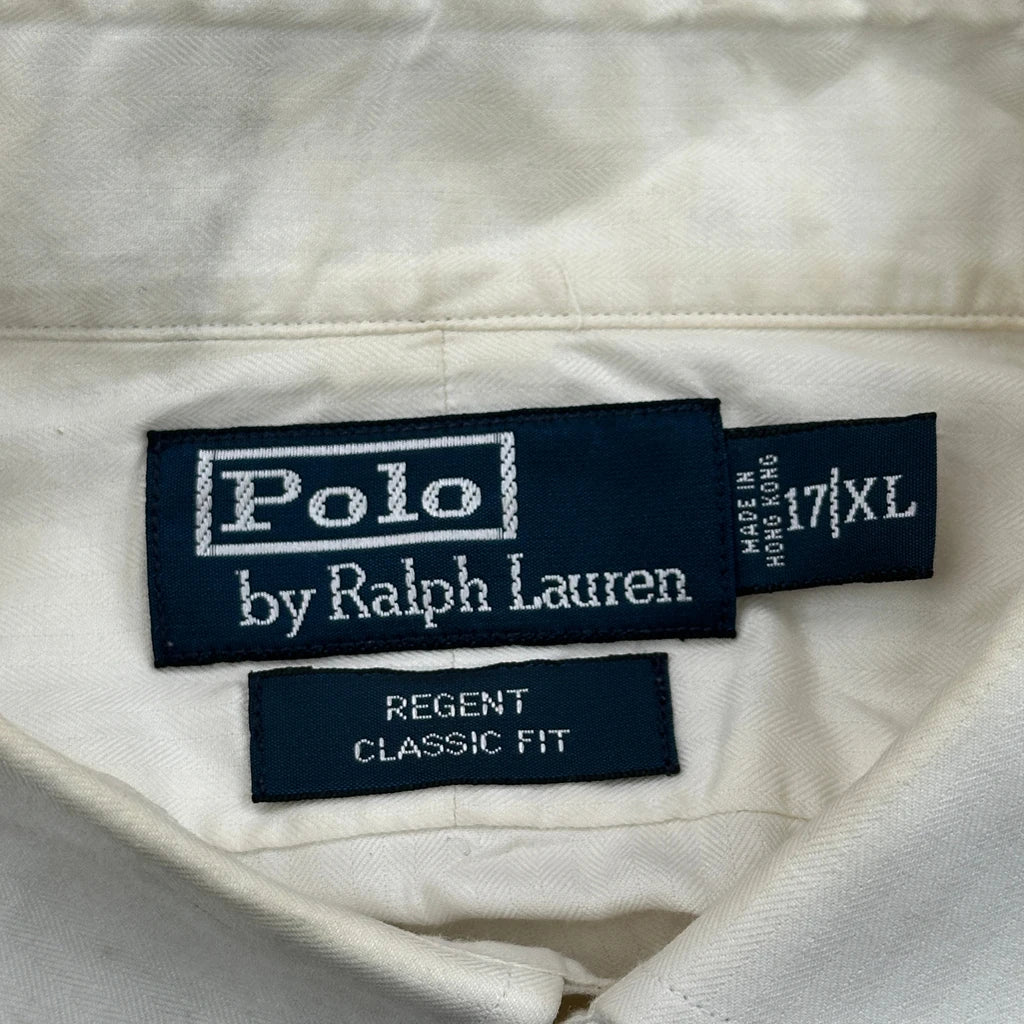 Polo
by Ralph Lauren
MADE IN
HONG KONG
17/XL
REGENT
CLASSIC FIT